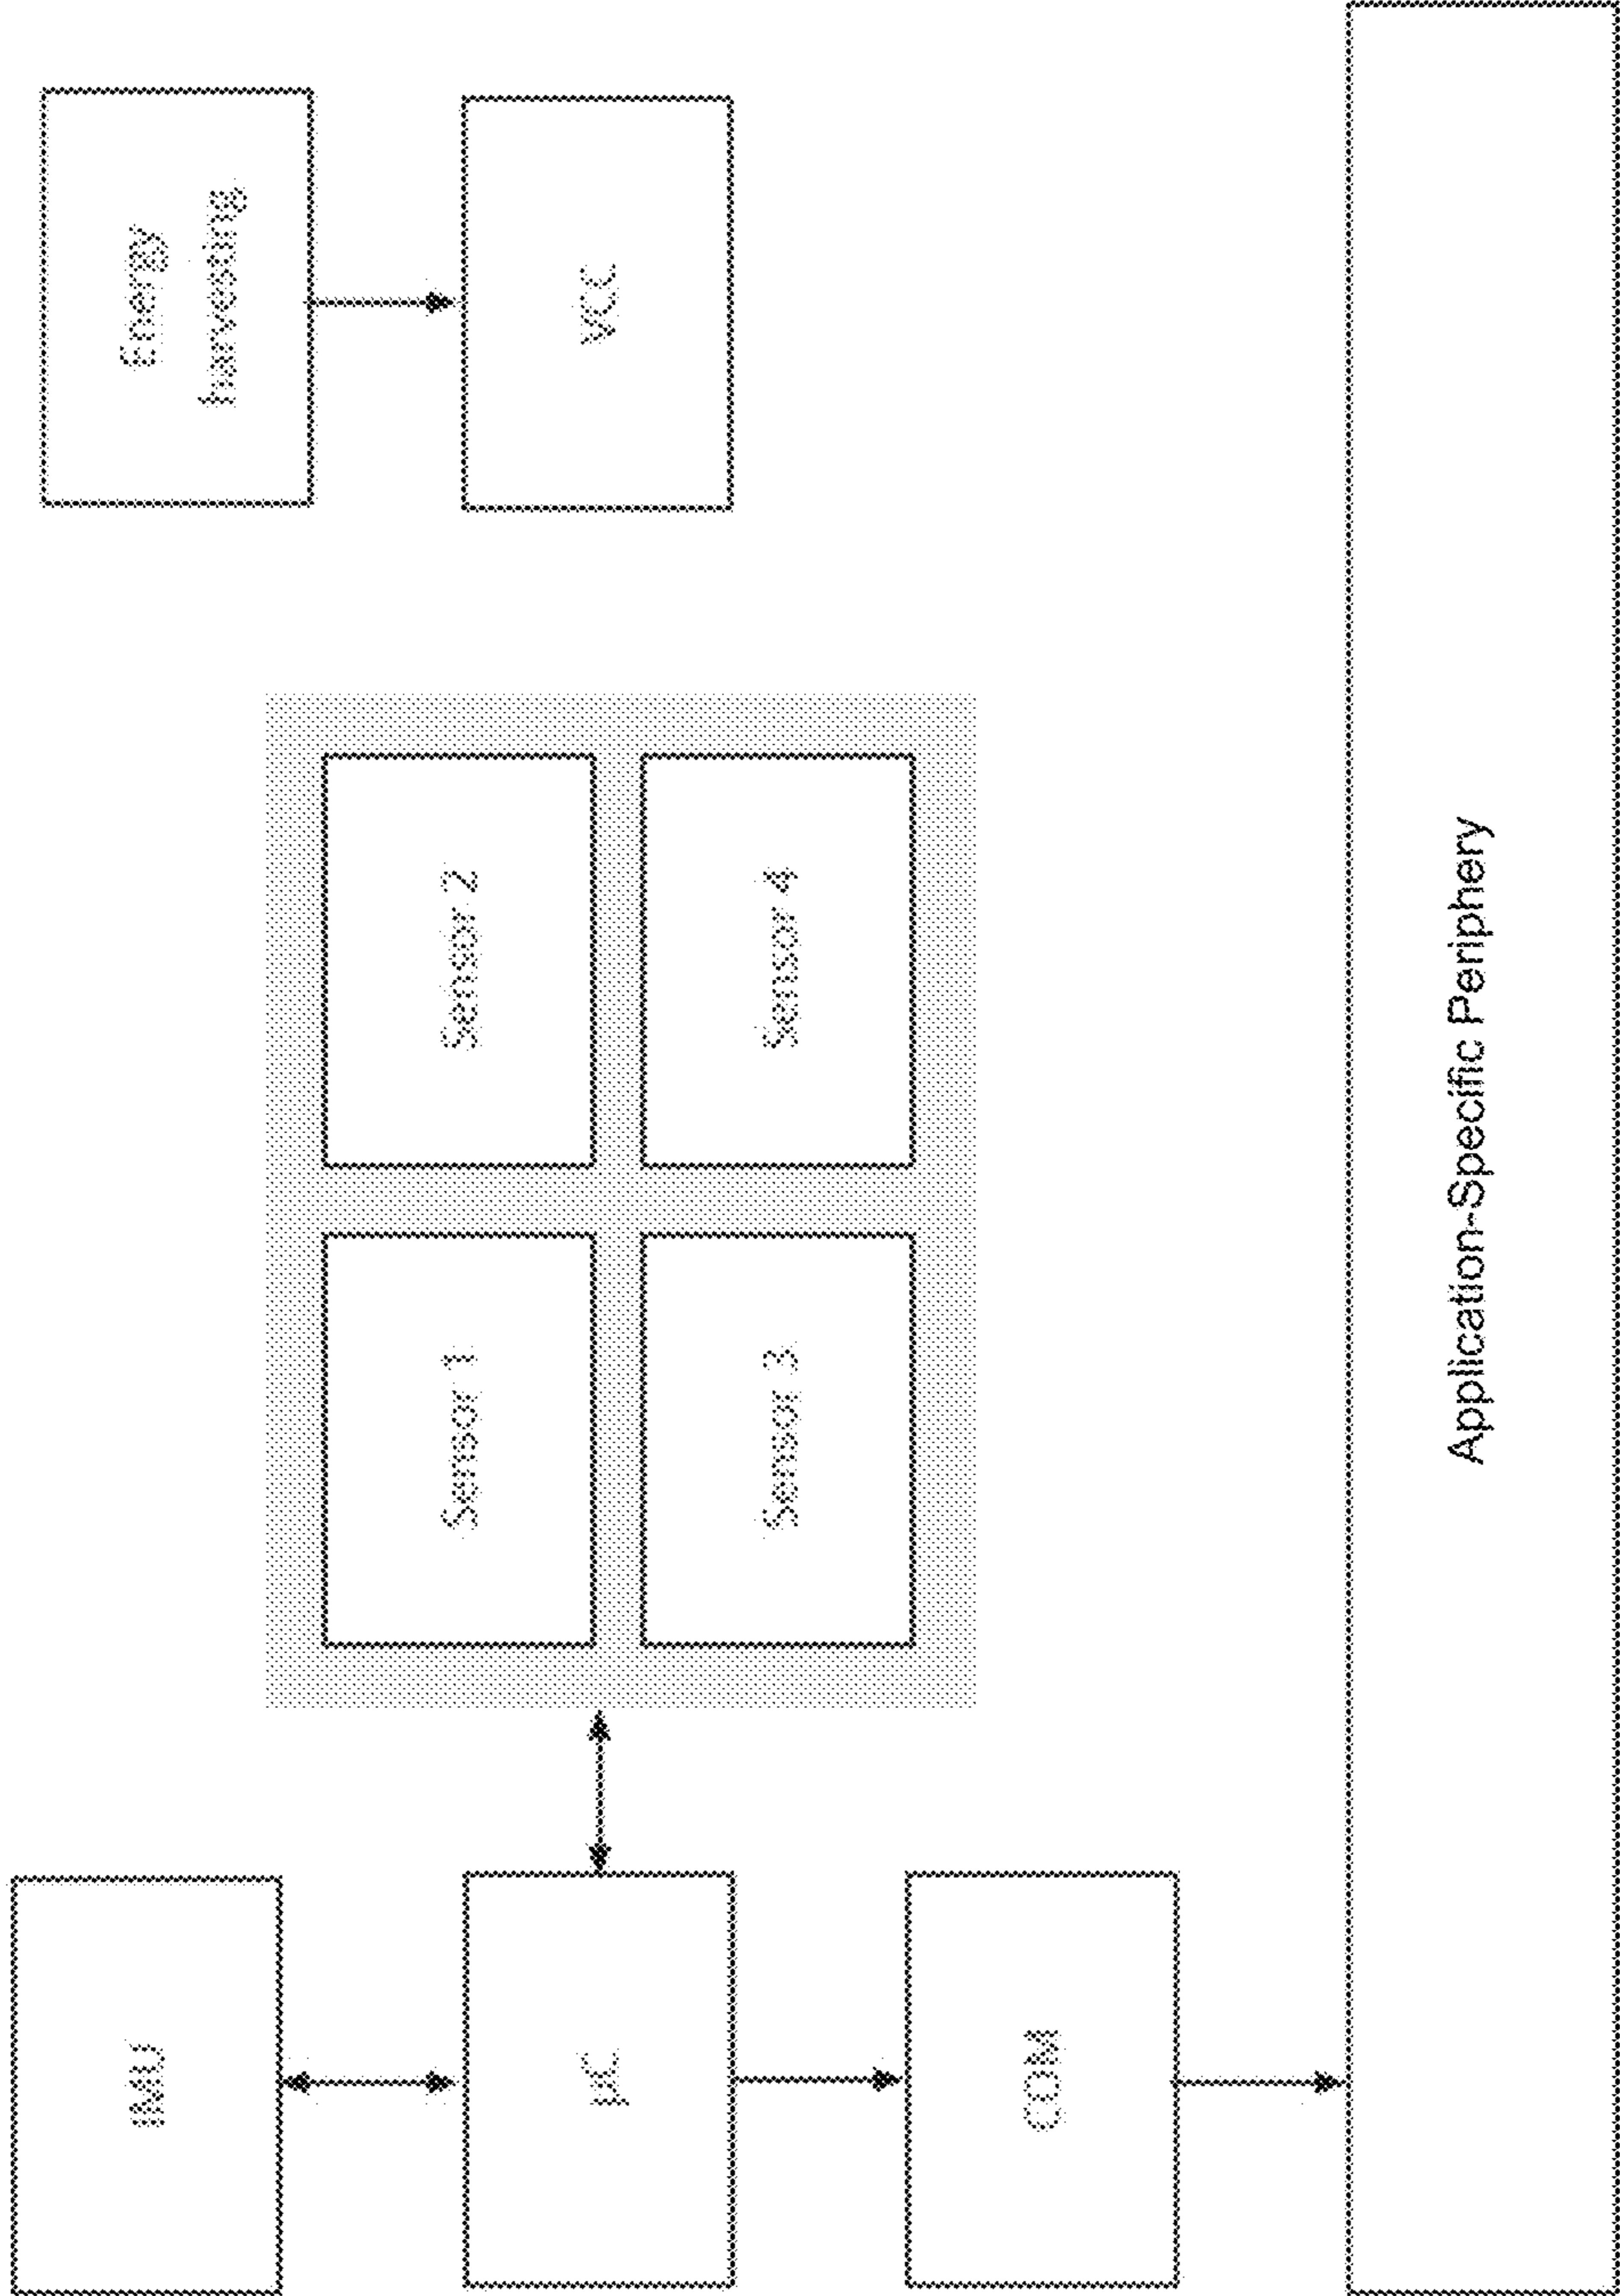 IMU
Energy
harvesting
Sensor 1
Sensor 2
µC
VCC
Sensor 3
Sensor 4
COM
Application-Specific Periphery